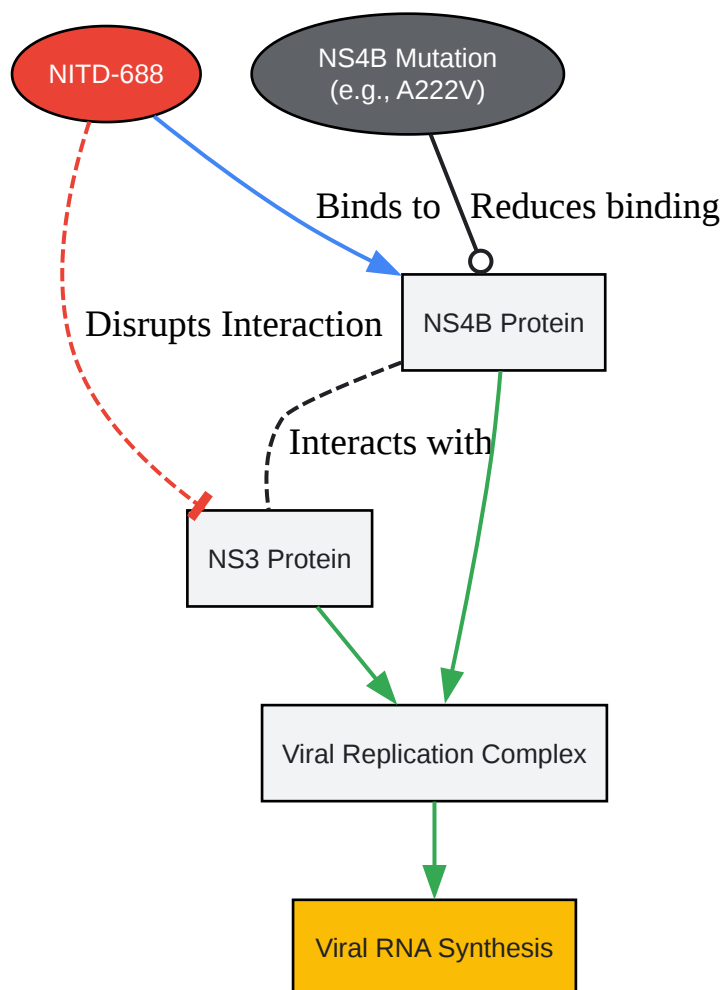 NITD-688
NS4B Mutation
(e.g., A222V)
Binds to
Reduces binding
NS4B Protein
Disrupts Interaction
Interacts with
NS3 Protein
Viral Replication Complex
Viral RNA Synthesis